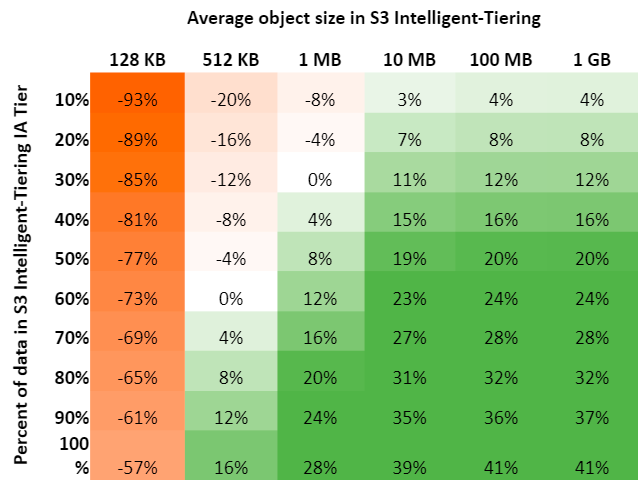 Average object size in S3 Intelligent-Tiering
128 KB 512 KB 1 MB 10 MB 100 MB 1 GB
Percent of data in S3 Intelligent-Tiering IA Tier
10% -93% -20% -8% 3% 4% 4%
20% -89% -16% -4% 7% 8% 8%
30% -85% -12% 0% 11% 12% 12%
40% -81% -8% 4% 15% 16% 16%
50% -77% -4% 8% 19% 20% 20%
60% -73% 0% 12% 23% 24% 24%
70% -69% 4% 16% 27% 28% 28%
80% -65% 8% 20% 31% 32% 32%
90% -61% 12% 24% 35% 36% 37%
100
% -57% 16% 28% 39% 41% 41%